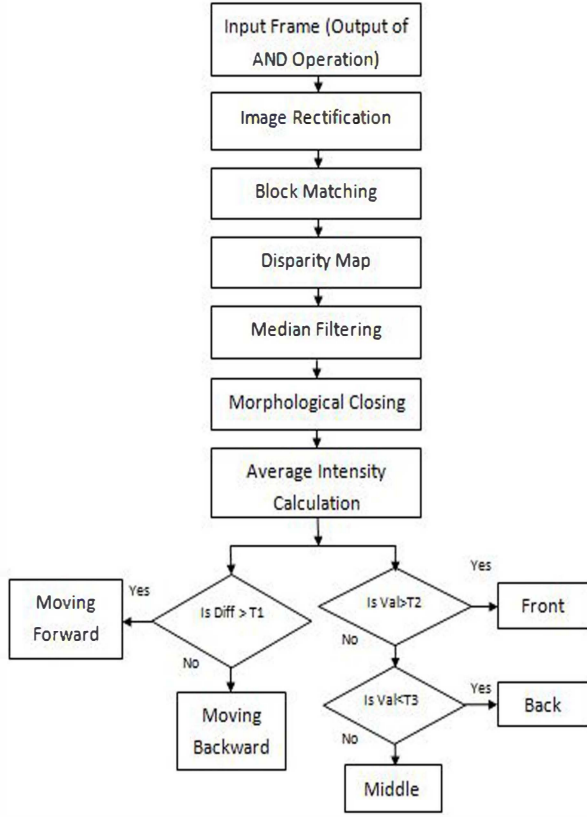 Input Frame (Output of
AND Operation)
Image Rectification
Block Matching
Disparity Map
Median Filtering
Morphological Closing
Average Intensity
Calculation
Yes
Is Diff > T1
Moving
Forward
No
Moving
Backward
Yes
Is Val>T2
Front
No
Is Val<T3
Yes
Back
No
Middle